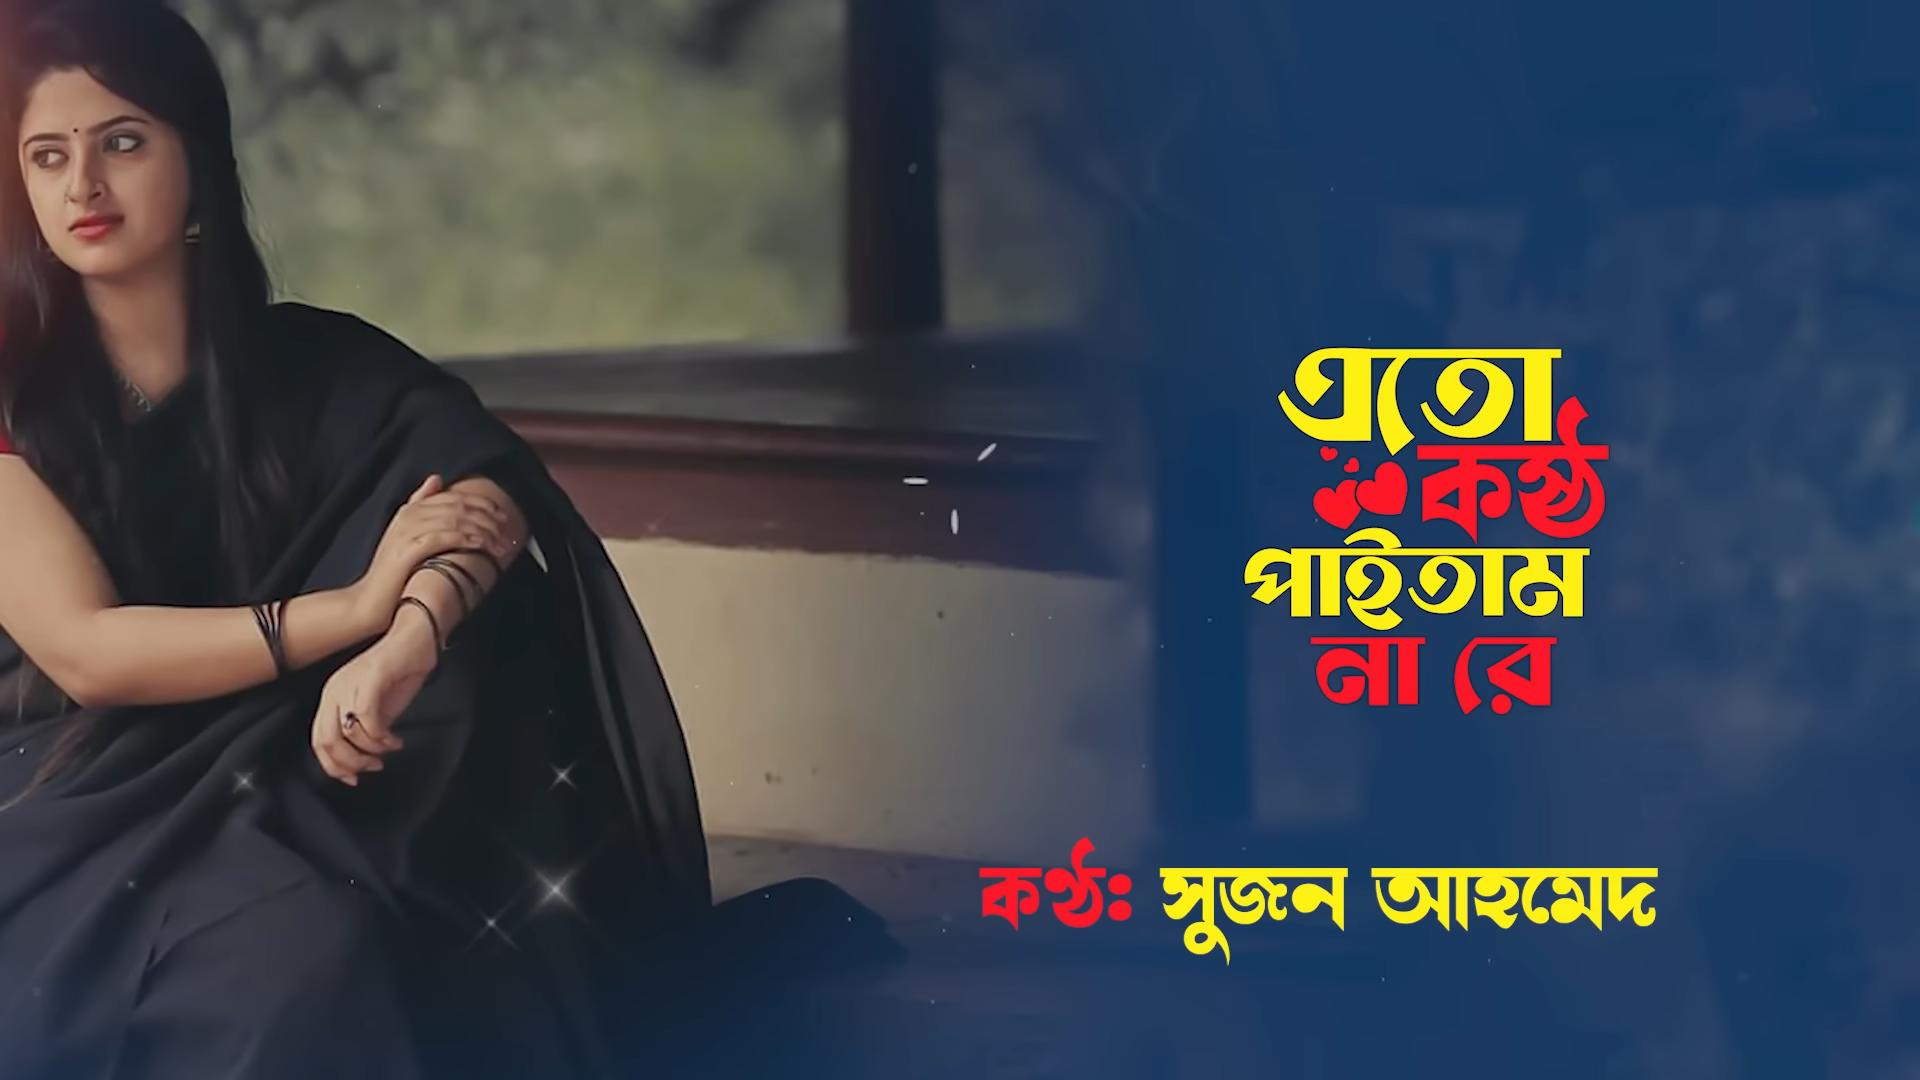 এতো
কষ্ঠ
পাইতাম
না রে
কণ্ঠঃ সুজন আহমেদ